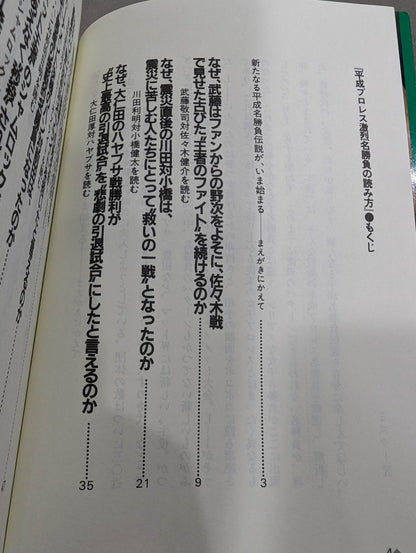 『平成プロレス激烈名勝負の読み方』●もくじ
新たなる平成名勝負伝説が、いま始まる——まえがきにかえて 3
なぜ、武藤はファンからの野次をよそに、佐々木戦
で見せた古びた“王者のファイト”を続けるのか 9
武藤敬司対佐々木健介を読む
なぜ、震災直後の川田対小橋は、
震災に苦しむ人たちにとって“救いの一戦”となったのか 21
川田利明対小橋健太を読む
なぜ、大仁田のハヤブサ戦勝利が
“史上最高の引退試合”を“悲劇の引退試合”にしたと言えるのか 35
大仁田厚対ハヤブサを読む